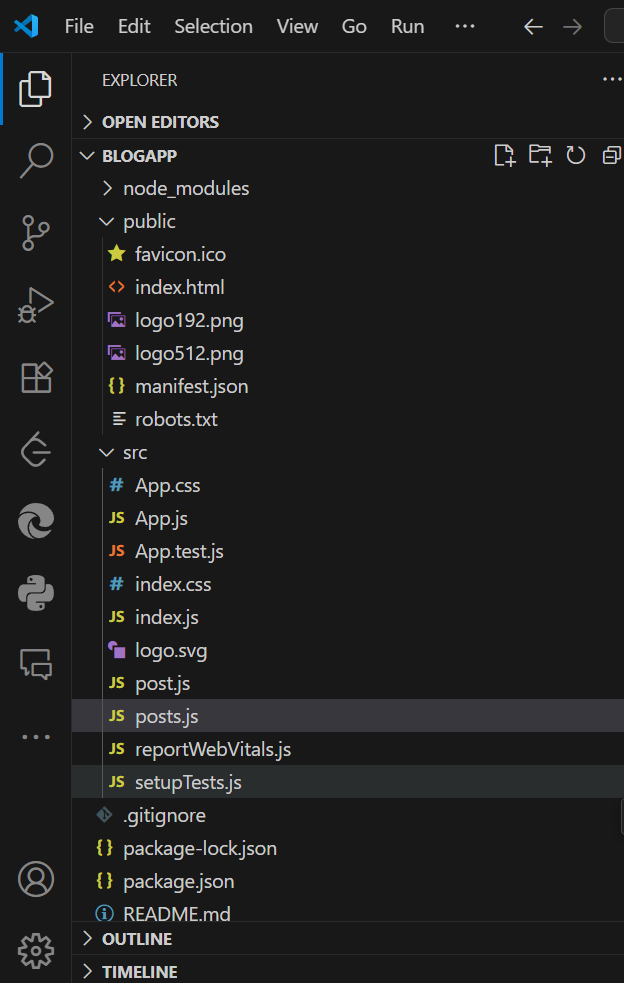 File Edit Selection View Go Run ...
EXPLORER ...
OPEN EDITORS
BLOGAPP
node_modules
public
favicon.ico
<> index.html
logo192.png
logo512.png
{} manifest.json
robots.txt
src
# App.css
JS App.js
JS App.test.js
# index.css
JS index.js
logo.svg
JS post.js
JS posts.js
JS reportWebVitals.js
JS setupTests.js
.gitignore
{} package-lock.json
{} package.json
README.md
OUTLINE
TIMELINE